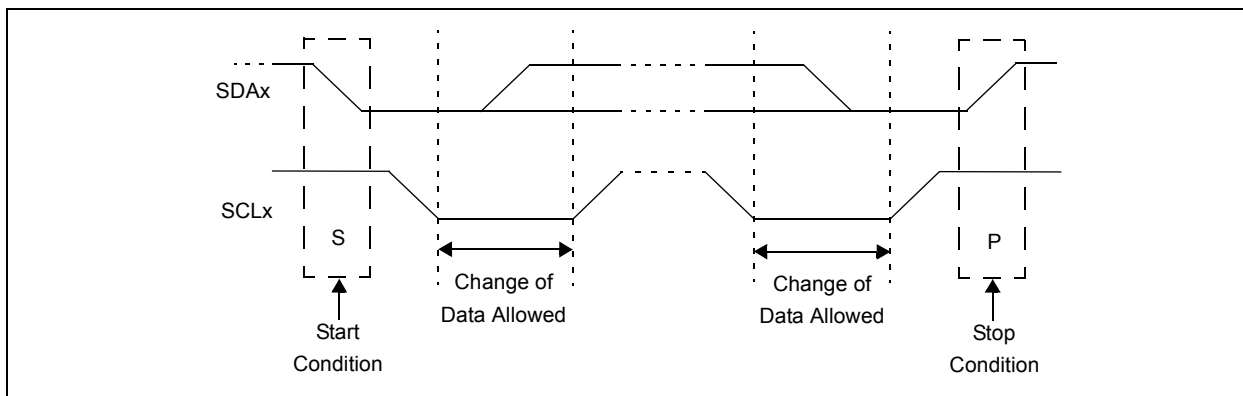 SDAx
SCLx
S
P
Change of
Data Allowed
Change of
Data Allowed
Start
Condition
Stop
Condition